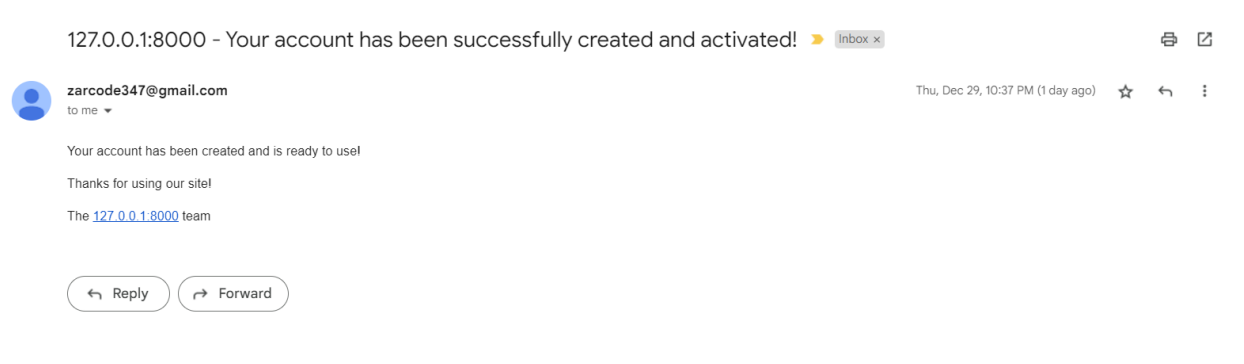 127.0.0.1:8000 - Your account has been successfully created and activated! Inbox ×
zarcode347@gmail.com
Thu, Dec 29, 10:37 PM (1 day ago)
to me
Your account has been created and is ready to use!
Thanks for using our site!
The 127.0.0.1:8000 team
Reply Forward